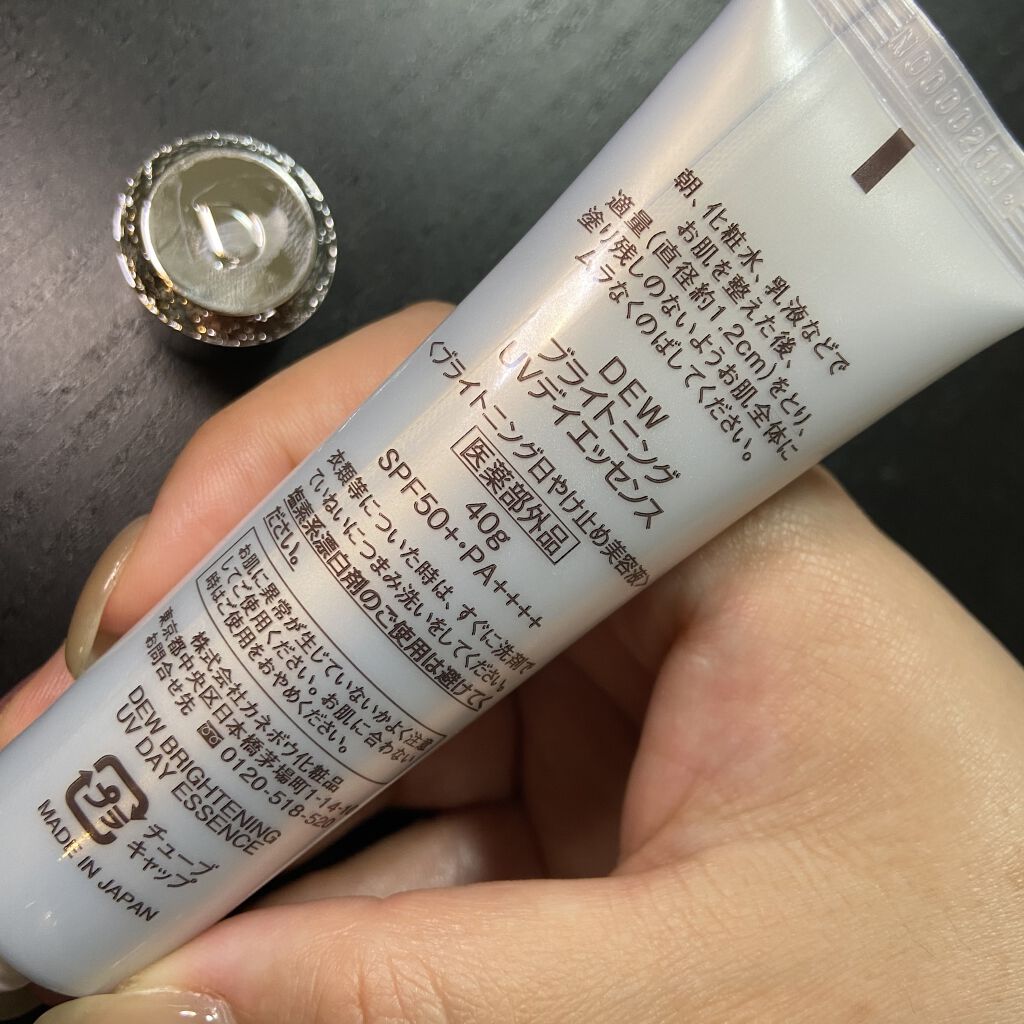 N000021
朝、化粧水、乳液などで
お肌を整えた後、
適量(直径約1.2cm)をとり、
塗り残しのないようお肌全体に
ムラなくのばしてください。
DEW
ブライトニング
UVデイエッセンス
〈ブライトニング日やけ止め美容液〉
医薬部外品
40g
SPF50+・PA++++
衣類等についた時は、すぐに洗剤で
ていねいにつまみ洗いをしてください。
塩素系漂白剤のご使用は避けてく
ださい。
お肌に異常が生じていないかよく注意
してご使用ください。お肌に合わない
時はご使用をおやめください。
株式会社カネボウ化粧品
東京都中央区日本橋茅場町1-14-
お問合せ先 0120-518-520
DEW BRIGHTENING
UV DAY ESSENCE
プラ
チューブ
キャップ
MADE IN JAPAN